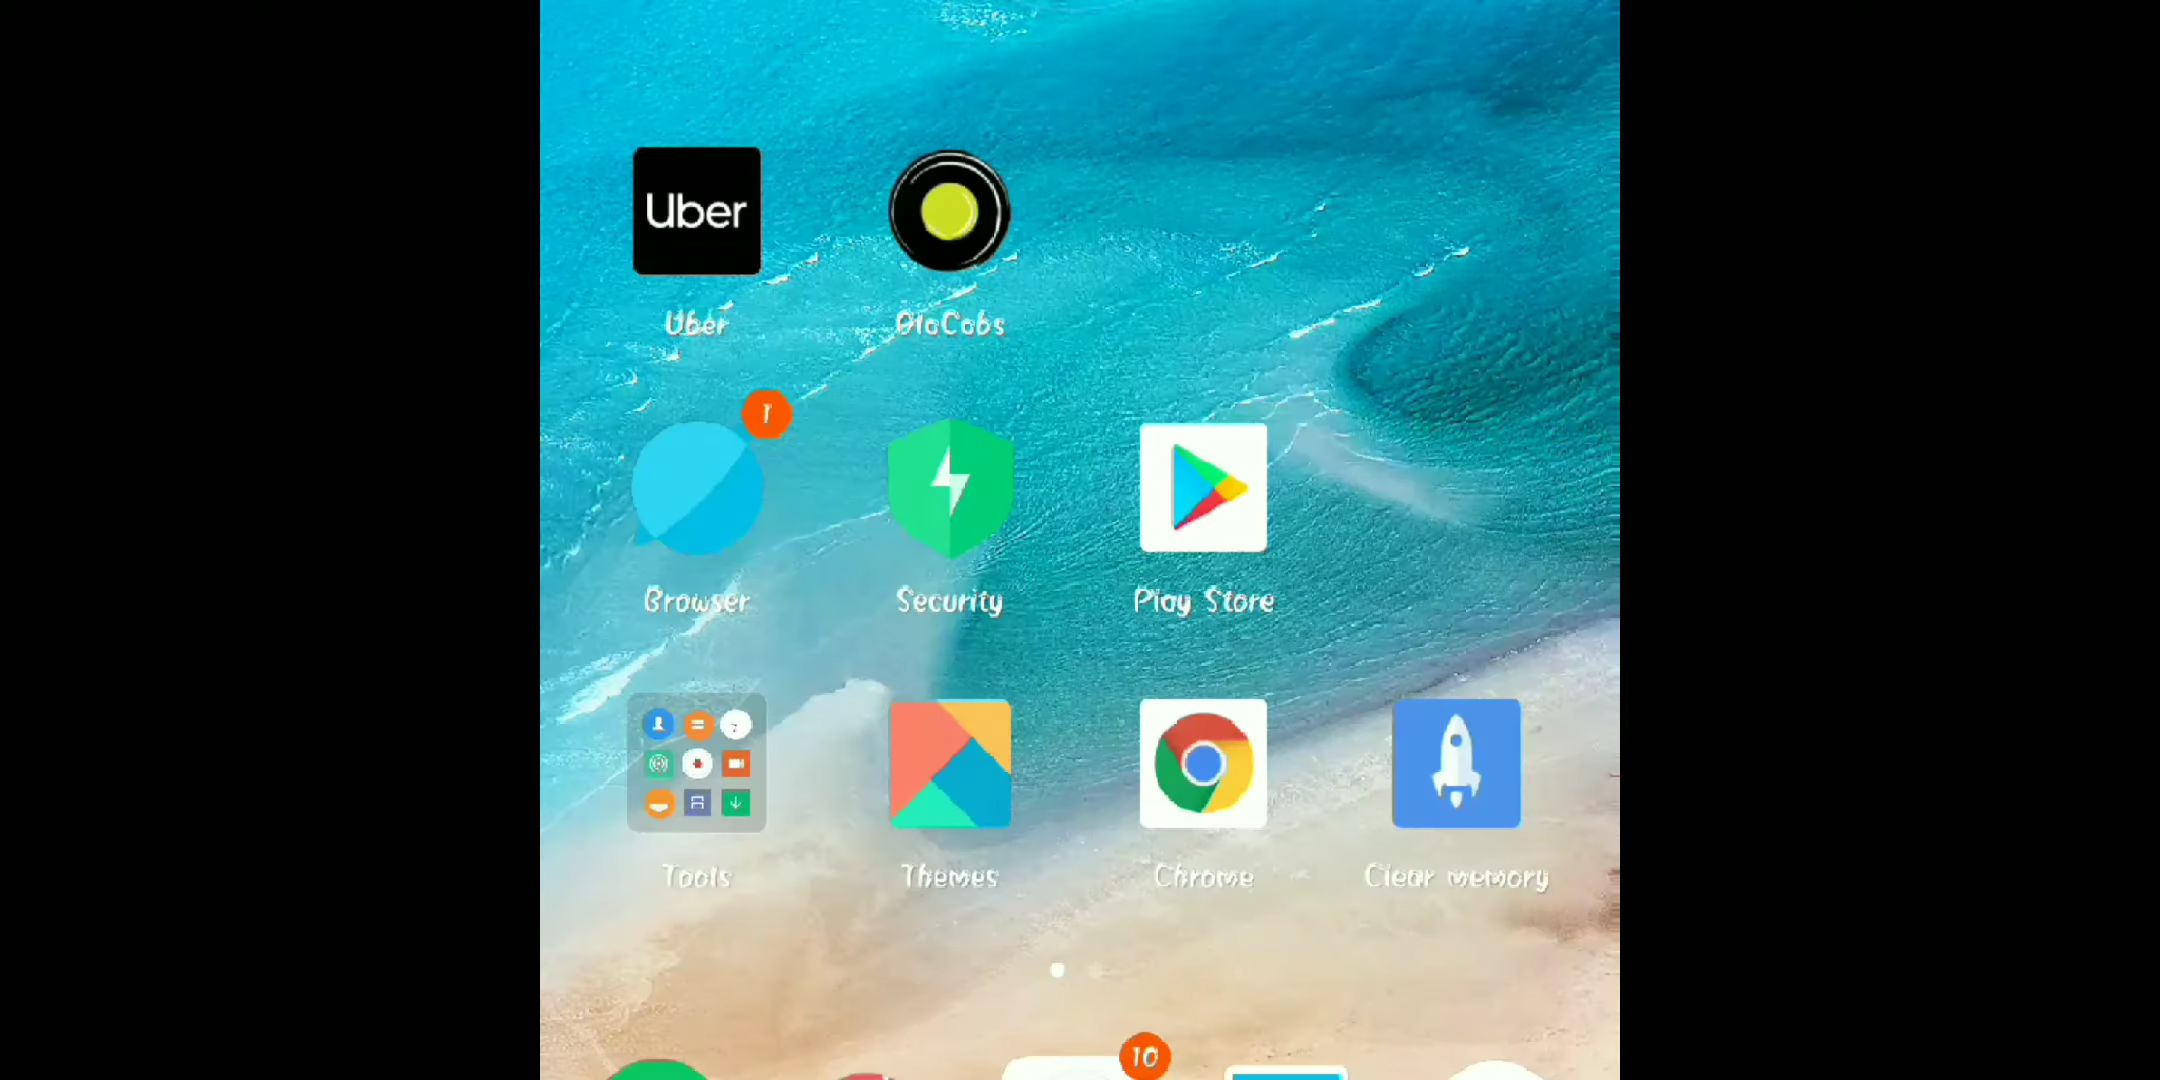 Uber
Uber
OlaCabs
1
Browser
Security
Play Store
Tools
Themes
Chrome
Clear memory
10